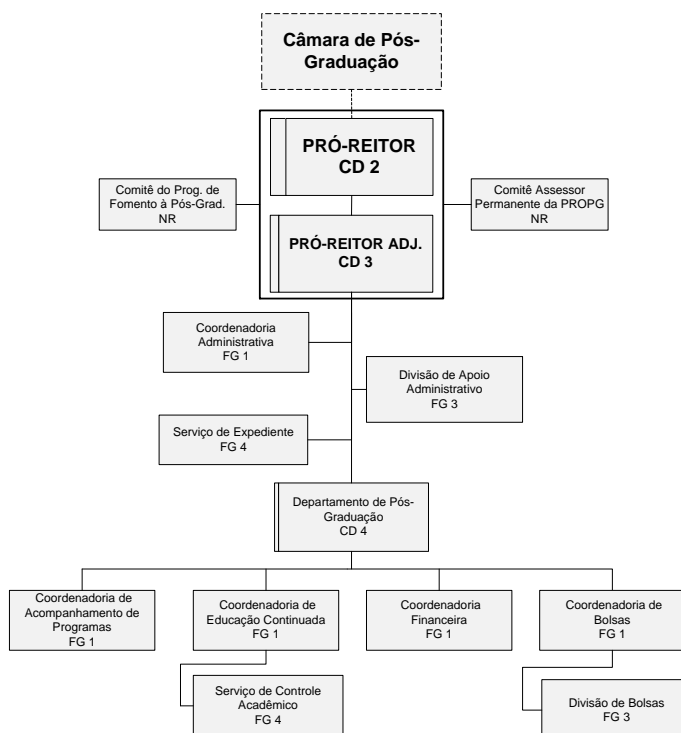 Câmara de Pós-
Graduação
PRÓ-REITOR
CD 2
Comitê do Prog. de
Fomento à Pós-Grad.
NR
Comitê Assessor
Permanente da PROPG
NR
PRÓ-REITOR ADJ.
CD 3
Coordenadoria
Administrativa
FG 1
Divisão de Apoio
Administrativo
FG 3
Serviço de Expediente
FG 4
Departamento de Pós-
Graduação
CD 4
Coordenadoria de
Acompanhamento de
Programas
FG 1
Coordenadoria de
Educação Continuada
FG 1
Coordenadoria
Financeira
FG 1
Coordenadoria de
Bolsas
FG 1
Serviço de Controle
Acadêmico
FG 4
Divisão de Bolsas
FG 3